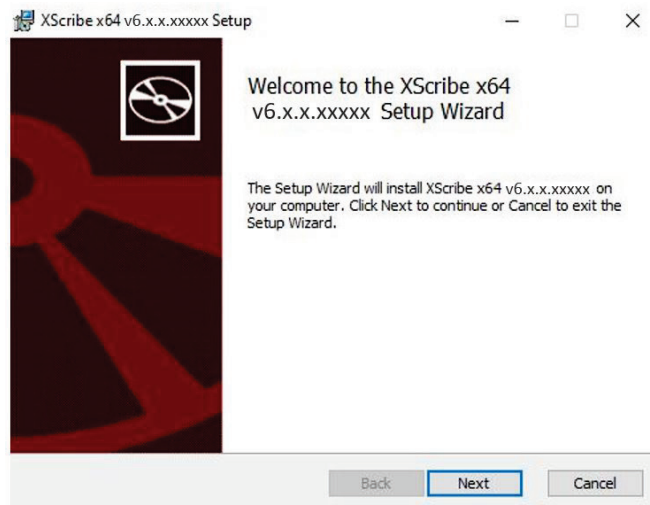 XScribe x64 v6.x.x.xxxxx Setup
Welcome to the XScribe x64
v6.x.x.xxxxx Setup Wizard
The Setup Wizard will install XScribe x64 v6.x.x.xxxxx on
your computer. Click Next to continue or Cancel to exit the
Setup Wizard.
Back Next Cancel